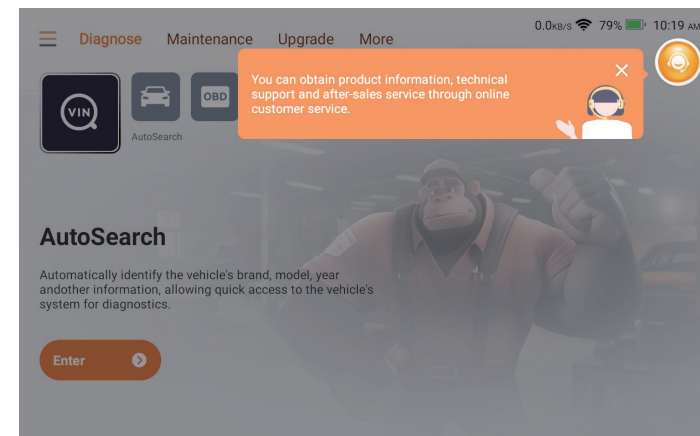 0.0KB/S 79% 10:19 AM
Diagnose Maintenance Upgrade More
You can obtain product information, technical
support and after-sales service through online
customer service.
VIN
OBD
AutoSearch
AutoSearch
Automatically identify the vehicle's brand, model, year
andother information, allowing quick access to the vehicle's
system for diagnostics.
Enter